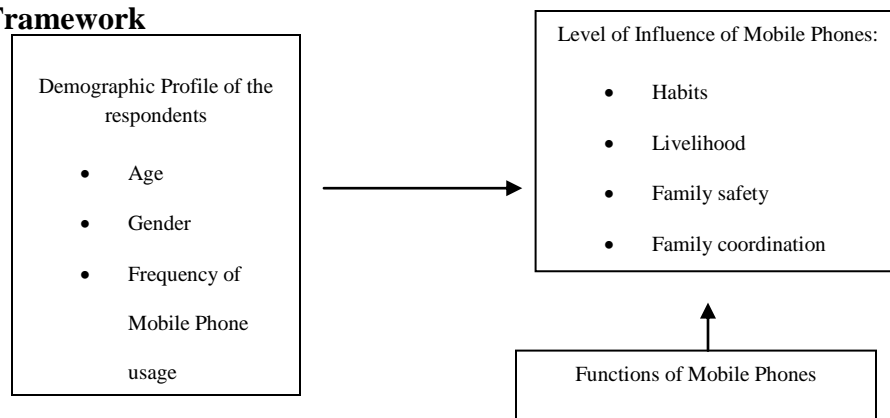 Framework
Demographic Profile of the
respondents
• Age
• Gender
• Frequency of
Mobile Phone
usage
Level of Influence of Mobile Phones:
• Habits
• Livelihood
• Family safety
• Family coordination
Functions of Mobile Phones